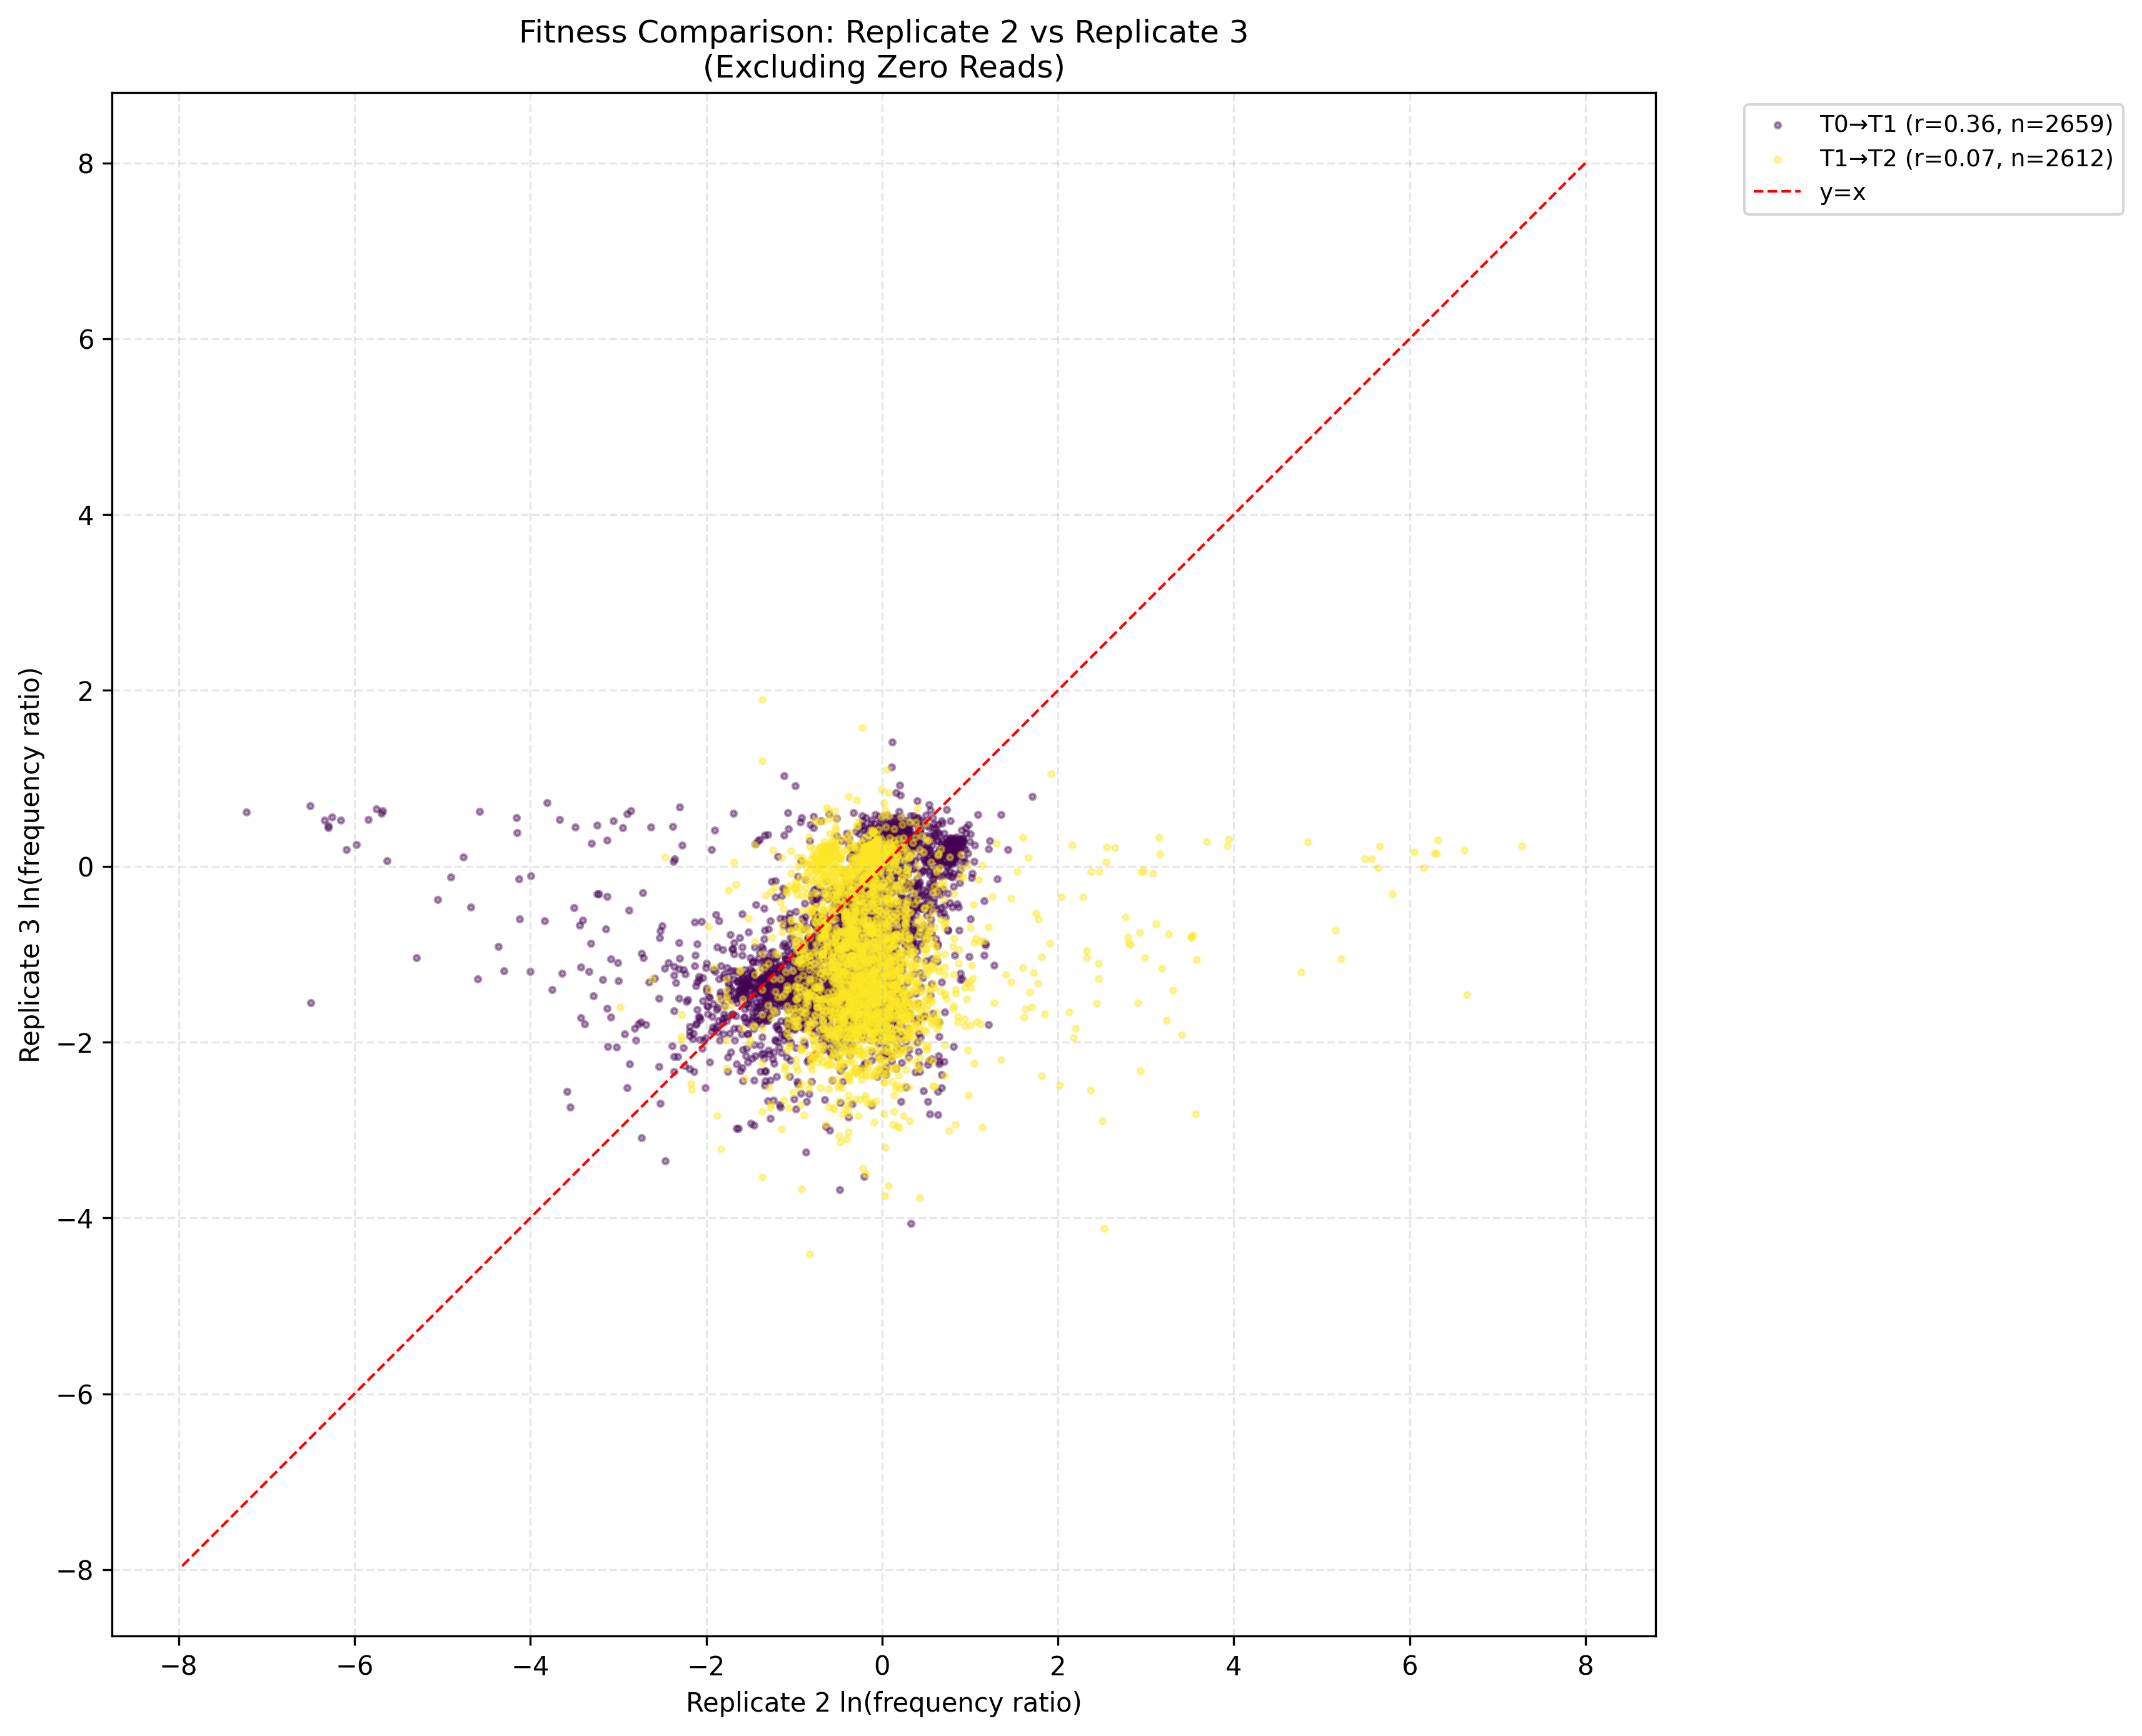 Fitness Comparison: Replicate 2 vs Replicate 3
(Excluding Zero Reads)
T0→T1 (r=0.36, n=2659)
T1→T2 (r=0.07, n=2612)
y=x
Replicate 3 ln(frequency ratio)
8
6
4
2
0
−2
−4
−6
−8
−8 −6 −4 −2 0 2 4 6 8
Replicate 2 ln(frequency ratio)